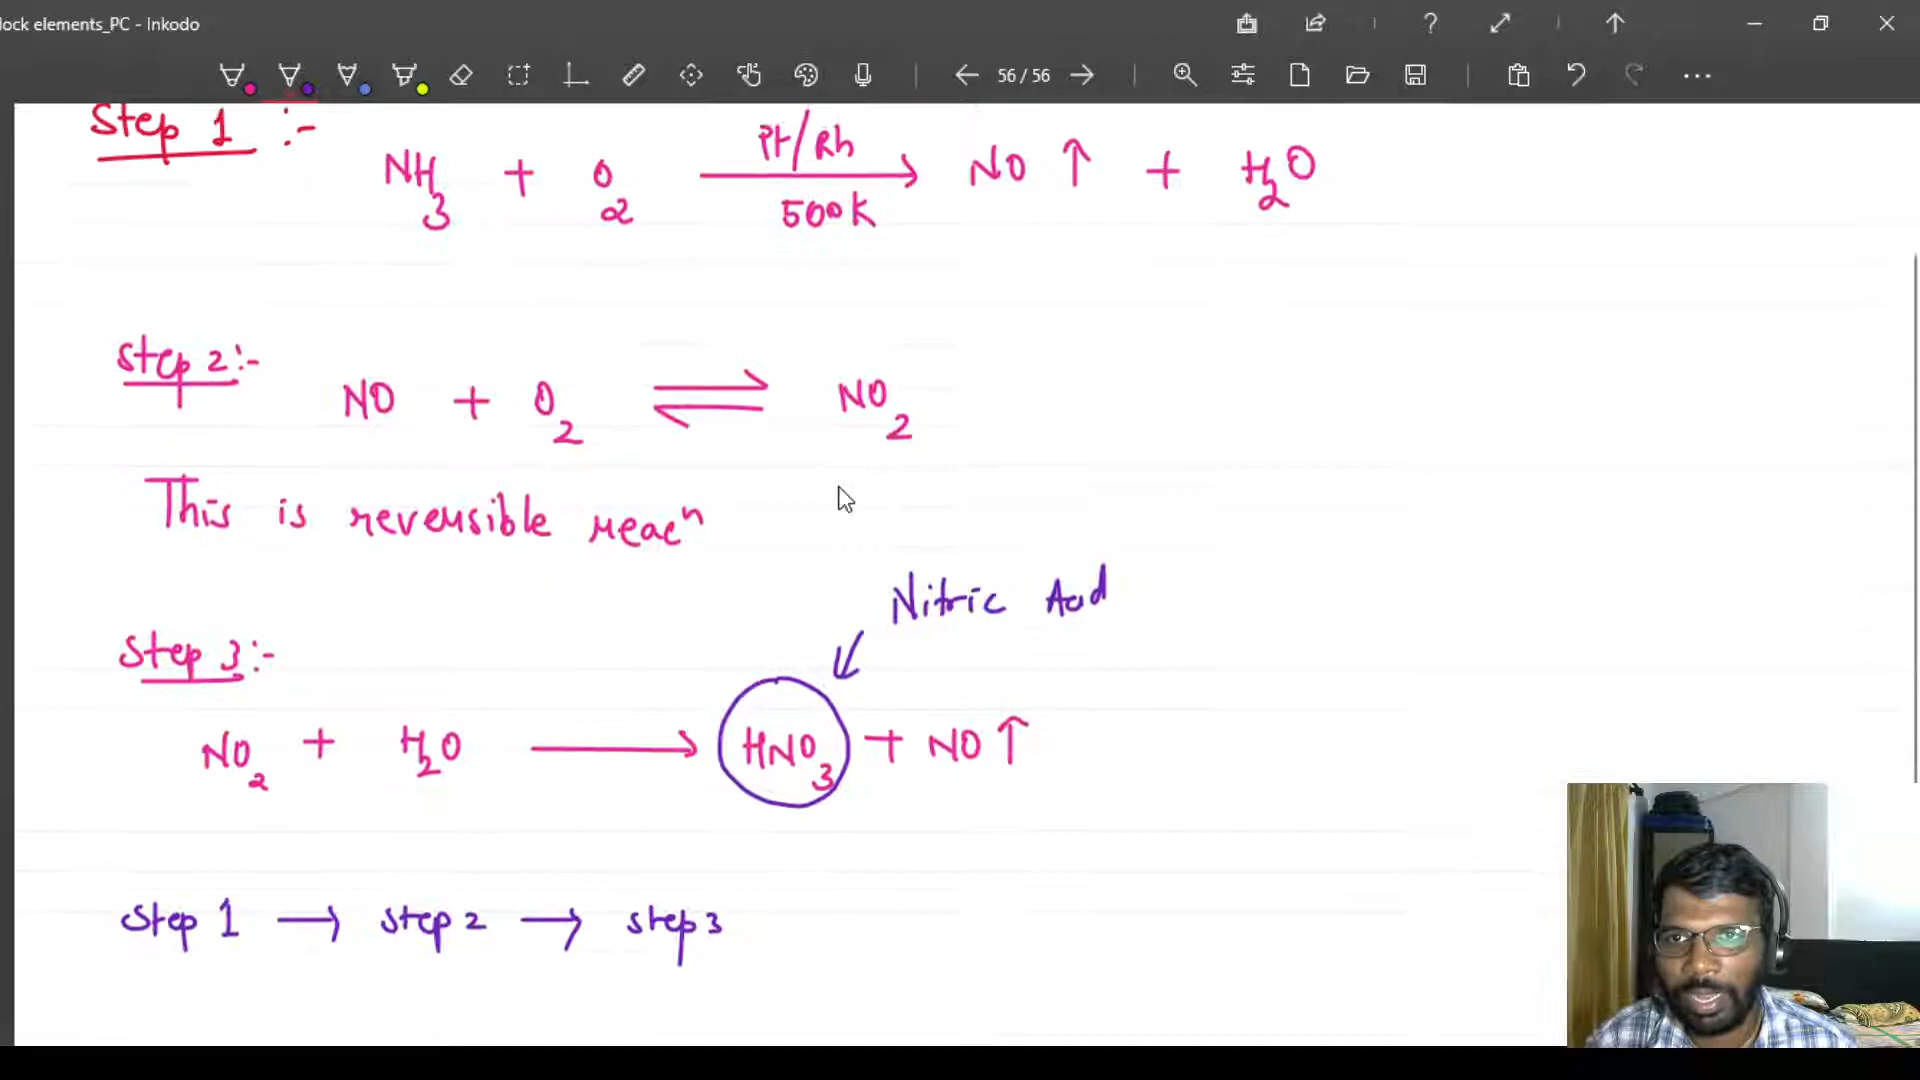 lock elements_PC - Inkodo
56 / 56
Step 1 :-
NH₃ + O₂ Pt/Rh → 500K NO ↑ + H₂O
Step 2:-
NO + O₂ ⇌ NO₂
This is reversible reacⁿ
Nitric Acid
Step 3:-
NO₂ + H₂O → HNO₃ + NO ↑
Step 1 → Step 2 → Step 3